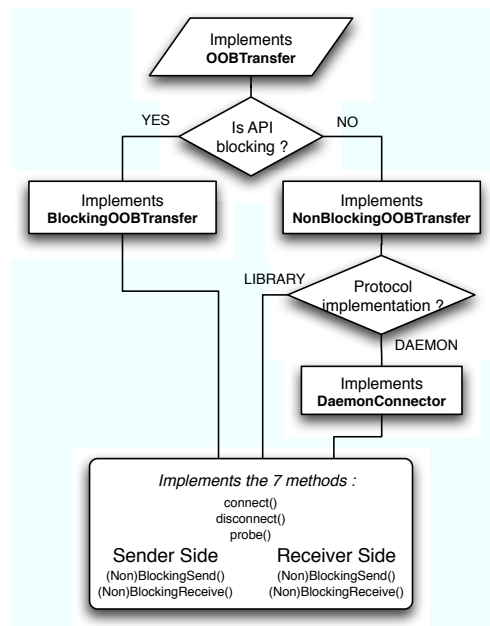 Implements
OOBTransfer
Is API
blocking ?
YES
NO
Implements
BlockingOOBTransfer
Implements
NonBlockingOOBTransfer
LIBRARY
Protocol
implementation ?
DAEMON
Implements
DaemonConnector
Implements the 7 methods :
connect()
disconnect()
probe()
Sender Side
(Non)BlockingSend()
(Non)BlockingReceive()
Receiver Side
(Non)BlockingSend()
(Non)BlockingReceive()